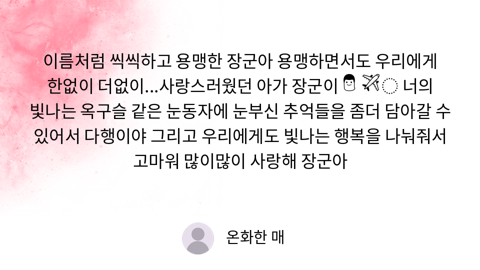 이름처럼 씩씩하고 용맹한 장군아 용맹하면서도 우리에게
한없이 더없이...사랑스러웠던 아가 장군이 👨🏻‍✈️ 너의
빛나는 옥구슬 같은 눈동자에 눈부신 추억들을 좀더 담아갈 수
있어서 다행이야 그리고 우리에게도 빛나는 행복을 나눠줘서
고마워 많이많이 사랑해 장군아
온화한 매